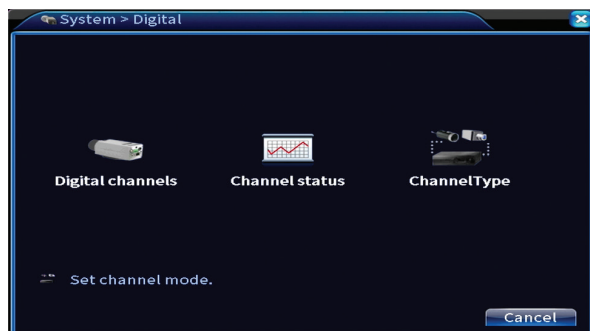 System > Digital
Digital channels
Channel status
ChannelType
Set channel mode.
Cancel